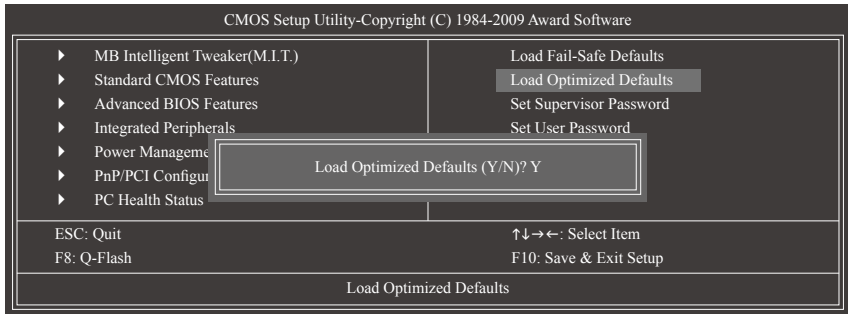 CMOS Setup Utility-Copyright (C) 1984-2009 Award Software
MB Intelligent Tweaker(M.I.T.)
Standard CMOS Features
Advanced BIOS Features
Integrated Peripherals
Power Manageme
PnP/PCI Configur
PC Health Status
Load Fail-Safe Defaults
Load Optimized Defaults
Set Supervisor Password
Set User Password
Load Optimized Defaults (Y/N)? Y
ESC: Quit
F8: Q-Flash
↑↓→←: Select Item
F10: Save & Exit Setup
Load Optimized Defaults